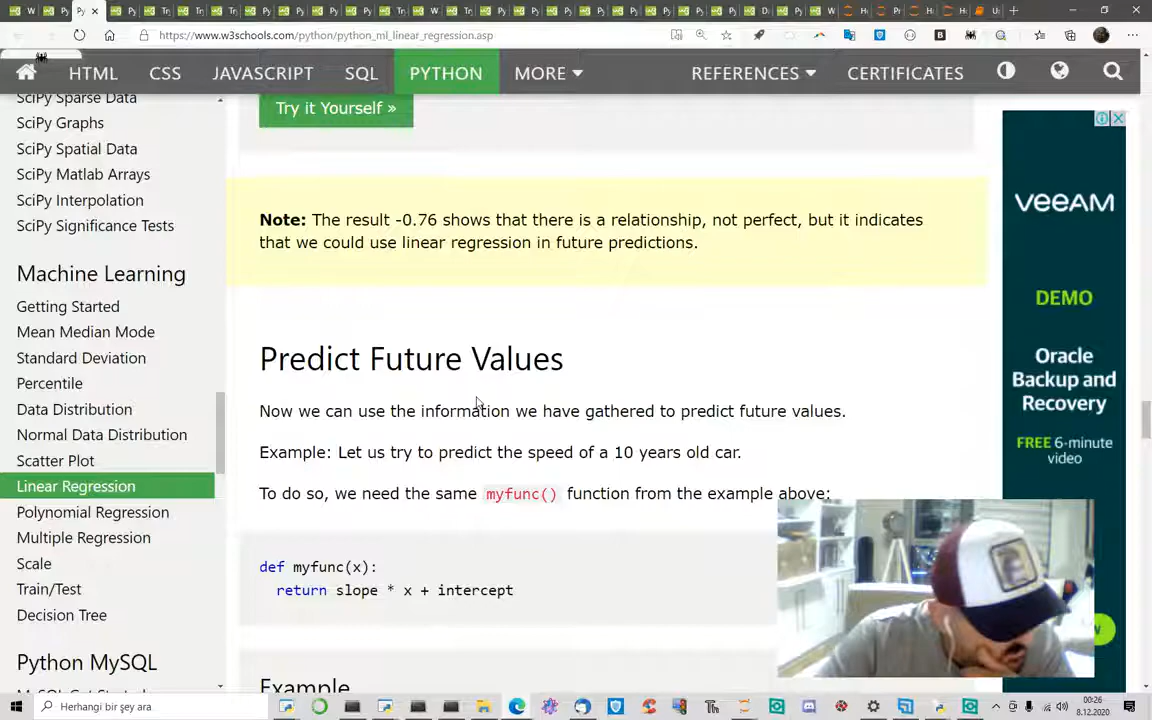 https://www.w3schools.com/python/python_ml_linear_regression.asp
HTML CSS JAVASCRIPT SQL PYTHON MORE REFERENCES CERTIFICATES
SciPy Sparse Data
SciPy Graphs
SciPy Spatial Data
SciPy Matlab Arrays
SciPy Interpolation
SciPy Significance Tests
Machine Learning
Getting Started
Mean Median Mode
Standard Deviation
Percentile
Data Distribution
Normal Data Distribution
Scatter Plot
Linear Regression
Polynomial Regression
Multiple Regression
Scale
Train/Test
Decision Tree
Python MySQL
Try it Yourself »
Note: The result -0.76 shows that there is a relationship, not perfect, but it indicates
that we could use linear regression in future predictions.
Predict Future Values
Now we can use the information we have gathered to predict future values.
Example: Let us try to predict the speed of a 10 years old car.
To do so, we need the same myfunc() function from the example above:
def myfunc(x):
return slope * x + intercept
Example
VEEAM
DEMO
Oracle
Backup and
Recovery
FREE 6-minute
video
Herhangi bir şey ara
00:26
8.12.2020